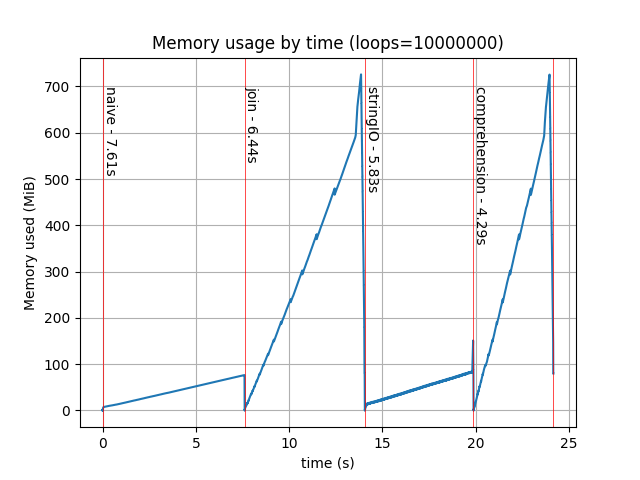 Memory usage by time (loops=10000000)
Memory used (MiB)
700
600
500
400
300
200
100
0
naive - 7.61s
join - 6.44s
stringIO - 5.83s
comprehension - 4.29s
0
5
10
15
20
25
time (s)